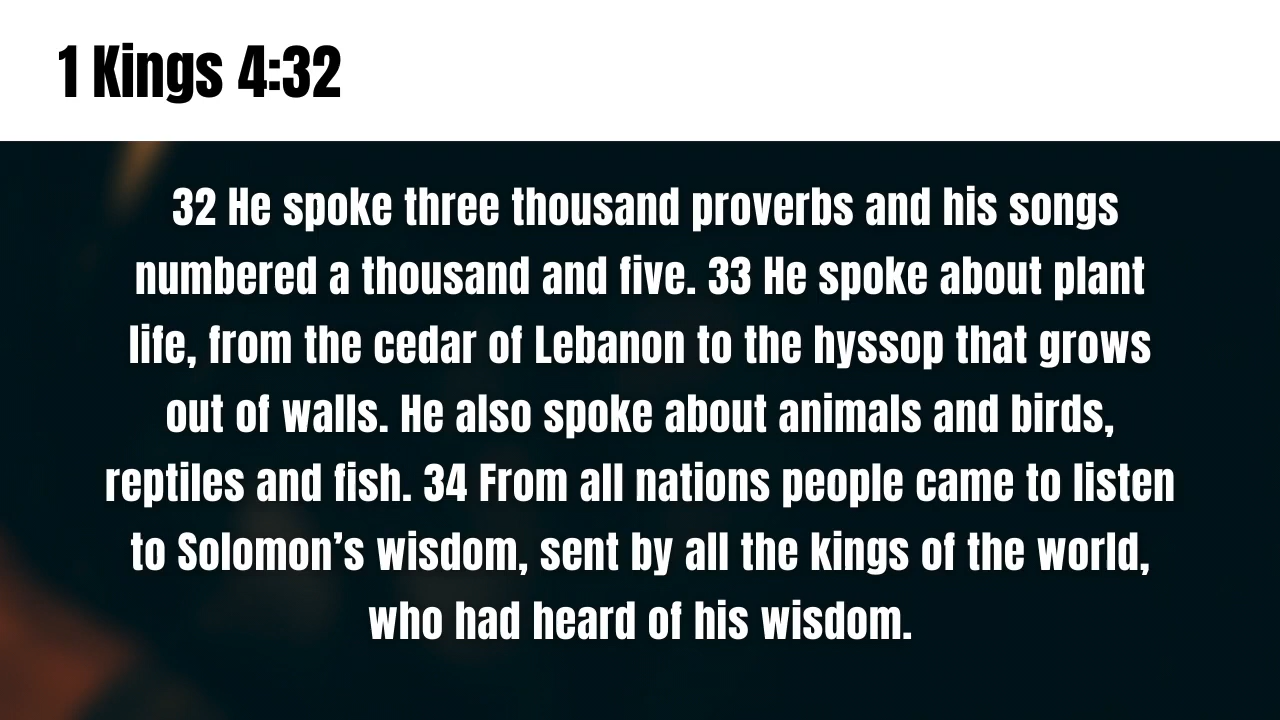 1 Kings 4:32
32 He spoke three thousand proverbs and his songs
numbered a thousand and five. 33 He spoke about plant
life, from the cedar of Lebanon to the hyssop that grows
out of walls. He also spoke about animals and birds,
reptiles and fish. 34 From all nations people came to listen
to Solomon’s wisdom, sent by all the kings of the world,
who had heard of his wisdom.